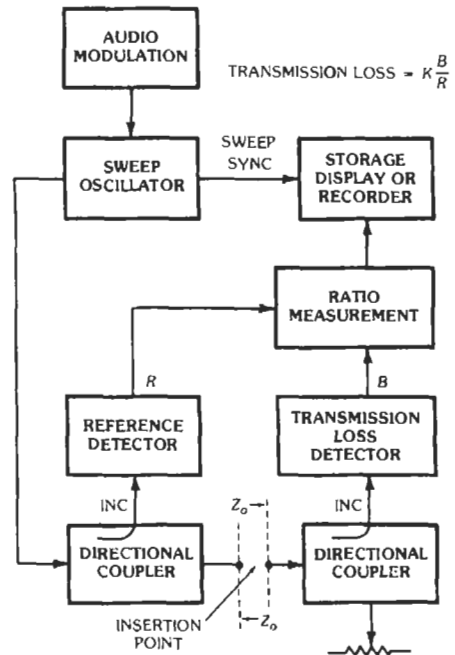 AUDIO
MODULATION
TRANSMISSION LOSS = K B/R
SWEEP
OSCILLATOR
SWEEP
SYNC
STORAGE
DISPLAY OR
RECORDER
RATIO
MEASUREMENT
R
B
REFERENCE
DETECTOR
TRANSMISSION
LOSS
DETECTOR
INC
Zo
INC
DIRECTIONAL
COUPLER
DIRECTIONAL
COUPLER
Zo
INSERTION
POINT